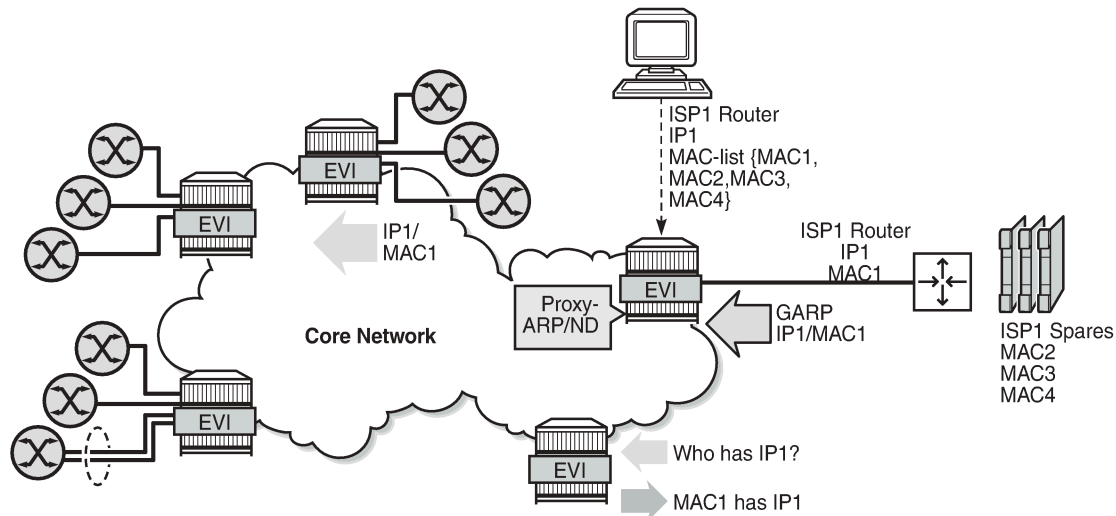 ISP1 Router
IP1
MAC-list {MAC1,
MAC2,MAC3,
MAC4}
EVI
EVI
IP1/
MAC1
ISP1 Router
IP1
MAC1
EVI
Proxy-
ARP/ND
GARP
IP1/MAC1
ISP1 Spares
MAC2
MAC3
MAC4
Core Network
EVI
EVI
Who has IP1?
MAC1 has IP1